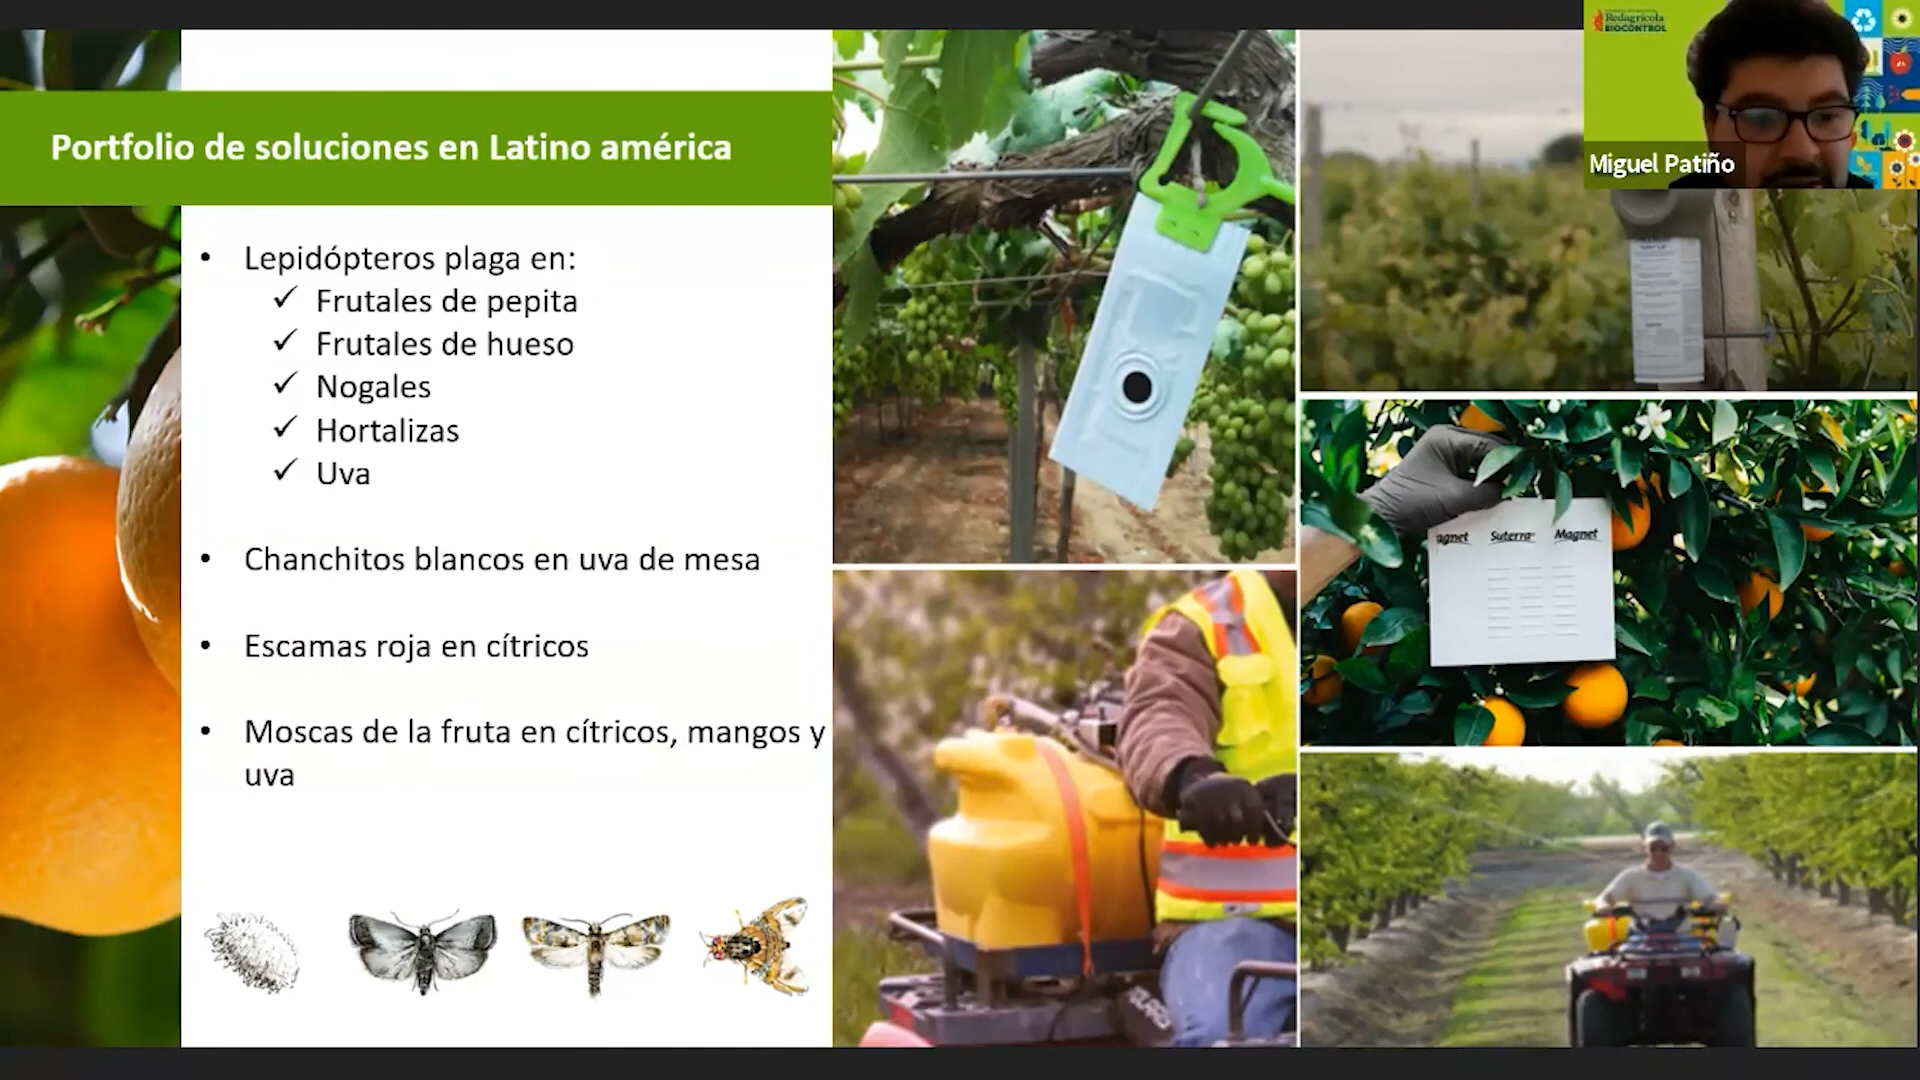 Portfolio de soluciones en Latino américa
• Lepidópteros plaga en:
✓ Frutales de pepita
✓ Frutales de hueso
✓ Nogales
✓ Hortalizas
✓ Uva
• Chanchitos blancos en uva de mesa
• Escamas roja en cítricos
• Moscas de la fruta en cítricos, mangos y
uva
Redagrícola
BIOCONTROL
Miguel Patiño
agnet Suterra® Magnet
POLARIS